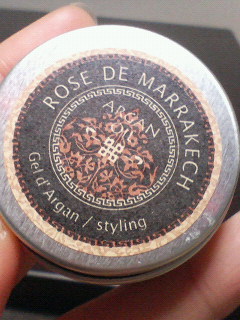 ROSE DE MARRAKECH
ARGAN
Gel d'Argan / styling